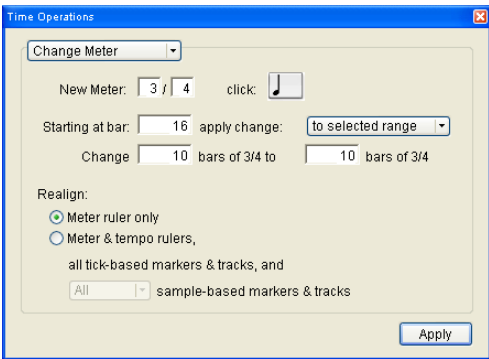 Time Operations
Change Meter
New Meter: 3 / 4 click:
Starting at bar: 16 apply change: to selected range
Change 10 bars of 3/4 to 10 bars of 3/4
Realign:
Meter ruler only
Meter & tempo rulers,
all tick-based markers & tracks, and
All sample-based markers & tracks
Apply